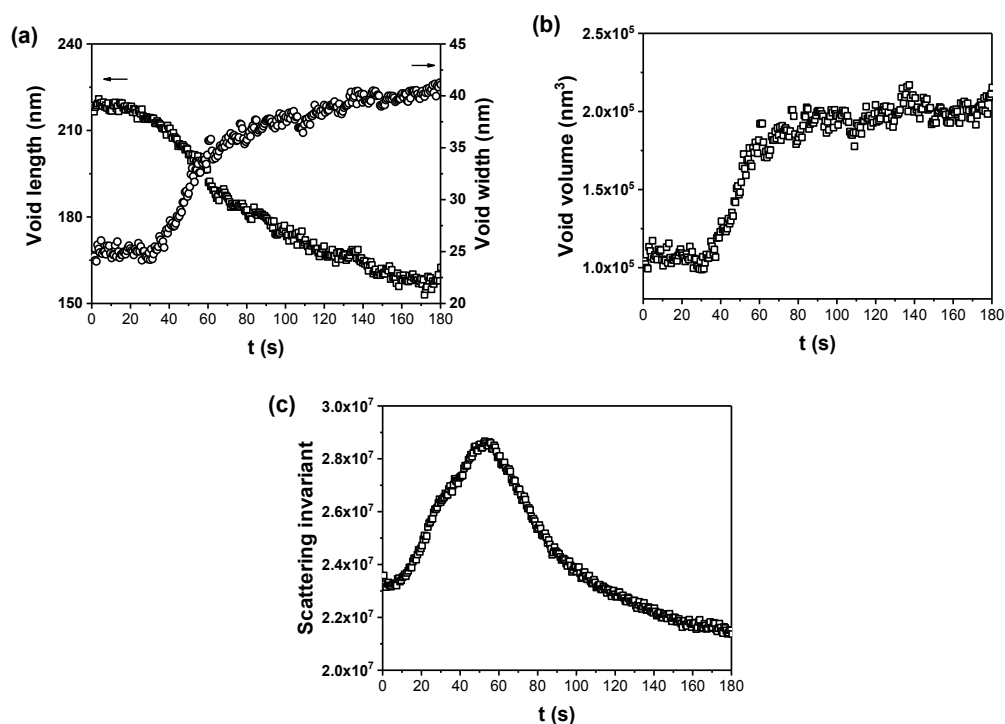 (a)
240
210
180
150
Void length (nm)
45
40
35
30
25
20
Void width (nm)
0 20 40 60 80 100 120 140 160 180
t (s)
(b)
2.5x10⁵
2.0x10⁵
1.5x10⁵
1.0x10⁵
Void volume (nm³)
0 20 40 60 80 100 120 140 160 180
t (s)
(c)
3.0x10⁷
2.8x10⁷
2.6x10⁷
2.4x10⁷
2.2x10⁷
2.0x10⁷
Scattering invariant
0 20 40 60 80 100 120 140 160 180
t (s)